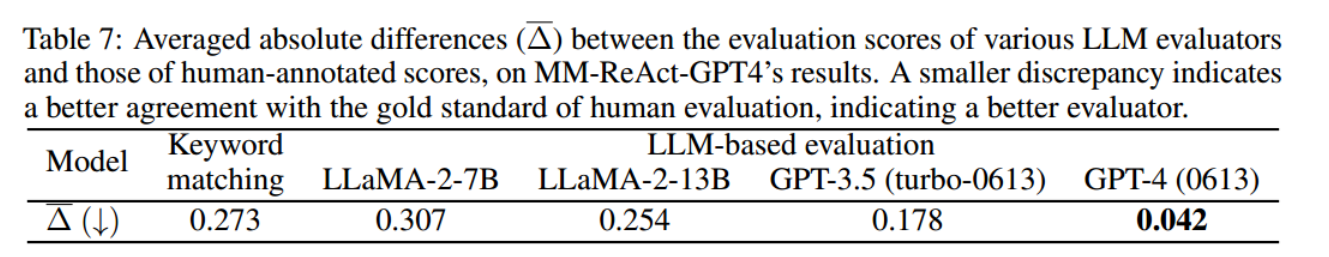 Table 7: Averaged absolute differences (Δ̅) between the evaluation scores of various LLM evaluators
and those of human-annotated scores, on MM-ReAct-GPT4's results. A smaller discrepancy indicates
a better agreement with the gold standard of human evaluation, indicating a better evaluator.
Model Keyword LLM-based evaluation
matching LLaMA-2-7B LLaMA-2-13B GPT-3.5 (turbo-0613) GPT-4 (0613)
Δ̅ (↓) 0.273 0.307 0.254 0.178 0.042